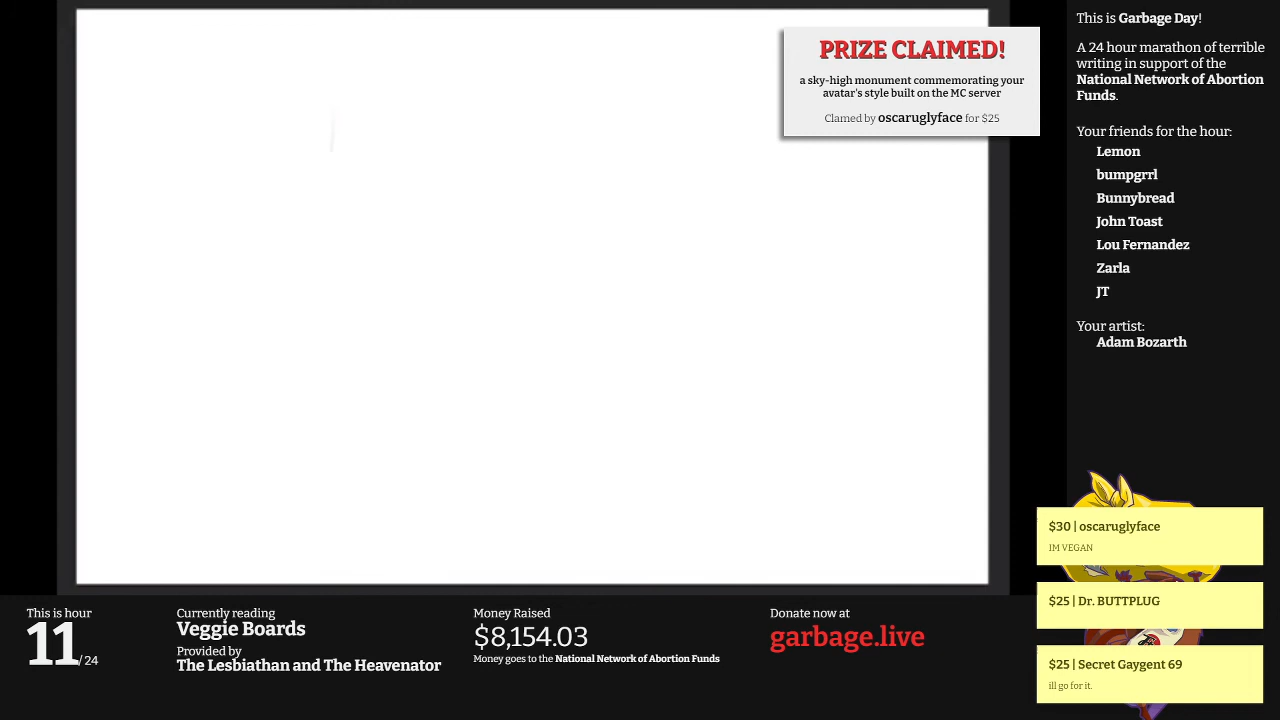 PRIZE CLAIMED!
a sky-high monument commemorating your
avatar's style built on the MC server
Clamed by oscaruglyface for $25
This is Garbage Day!
A 24 hour marathon of terrible
writing in support of the
National Network of Abortion
Funds.
Your friends for the hour:
Lemon
bumpgrrl
Bunnybread
John Toast
Lou Fernandez
Zarla
JT
Your artist:
Adam Bozarth
$30 | oscaruglyface
IM VEGAN
$25 | Dr. BUTTPLUG
$25 | Secret Gaygent 69
ill go for it.
This is hour
11 / 24
Currently reading
Veggie Boards
Provided by
The Lesbiathan and The Heavenator
Money Raised
$8,154.03
Money goes to the National Network of Abortion Funds
Donate now at
garbage.live